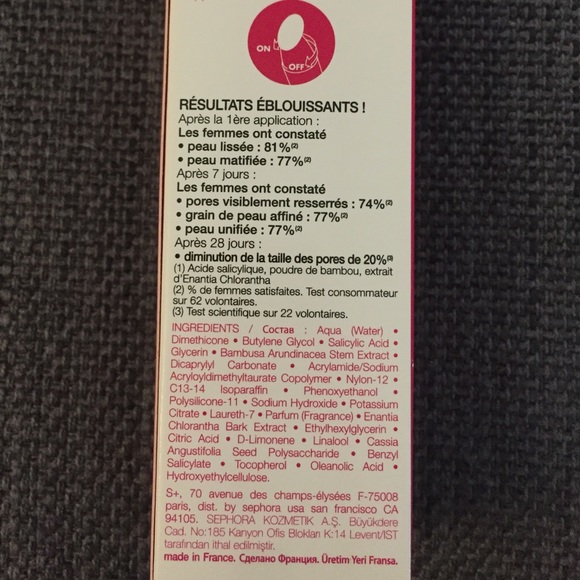 ON
OFF
RÉSULTATS ÉBLOUISSANTS !
Après la 1ère application :
Les femmes ont constaté
• peau lissée : 81%(2)
• peau matifiée : 77%(2)
Après 7 jours :
Les femmes ont constaté
• pores visiblement resserrés : 74%(2)
• grain de peau affiné : 77%(2)
• peau unifiée : 77%(2)
Après 28 jours :
• diminution de la taille des pores de 20%(3)
(1) Acide salicylique, poudre de bambou, extrait
d'Enantia Chlorantha
(2) % de femmes satisfaites. Test consommateur
sur 62 volontaires.
(3) Test scientifique sur 22 volontaires.
INGREDIENTS / Состав : Aqua (Water) •
Dimethicone • Butylene Glycol • Salicylic Acid •
Glycerin • Bambusa Arundinacea Stem Extract •
Dicaprylyl Carbonate • Acrylamide/Sodium
Acryloyldimethyltaurate Copolymer • Nylon-12 •
C13-14 Isoparaffin • Phenoxyethanol •
Polysilicone-11 • Sodium Hydroxide • Potassium
Citrate • Laureth-7 • Parfum (Fragrance) • Enantia
Chlorantha Bark Extract • Ethylhexylglycerin •
Citric Acid • D-Limonene • Linalool • Cassia
Angustifolia Seed Polysaccharide • Benzyl
Salicylate • Tocopherol • Oleanolic Acid •
Hydroxyethylcellulose.
S+, 70 avenue des champs-élysées F-75008
paris, dist. by sephora usa san francisco CA
94105. SEPHORA KOZMETIK A.Ş. Büyükdere
Cad. No:185 Kanyon Ofis Blokları K:14 Levent/IST
tarafından ithal edilmiştir.
made in France. Сделано Франция. Üretim Yeri Fransa.